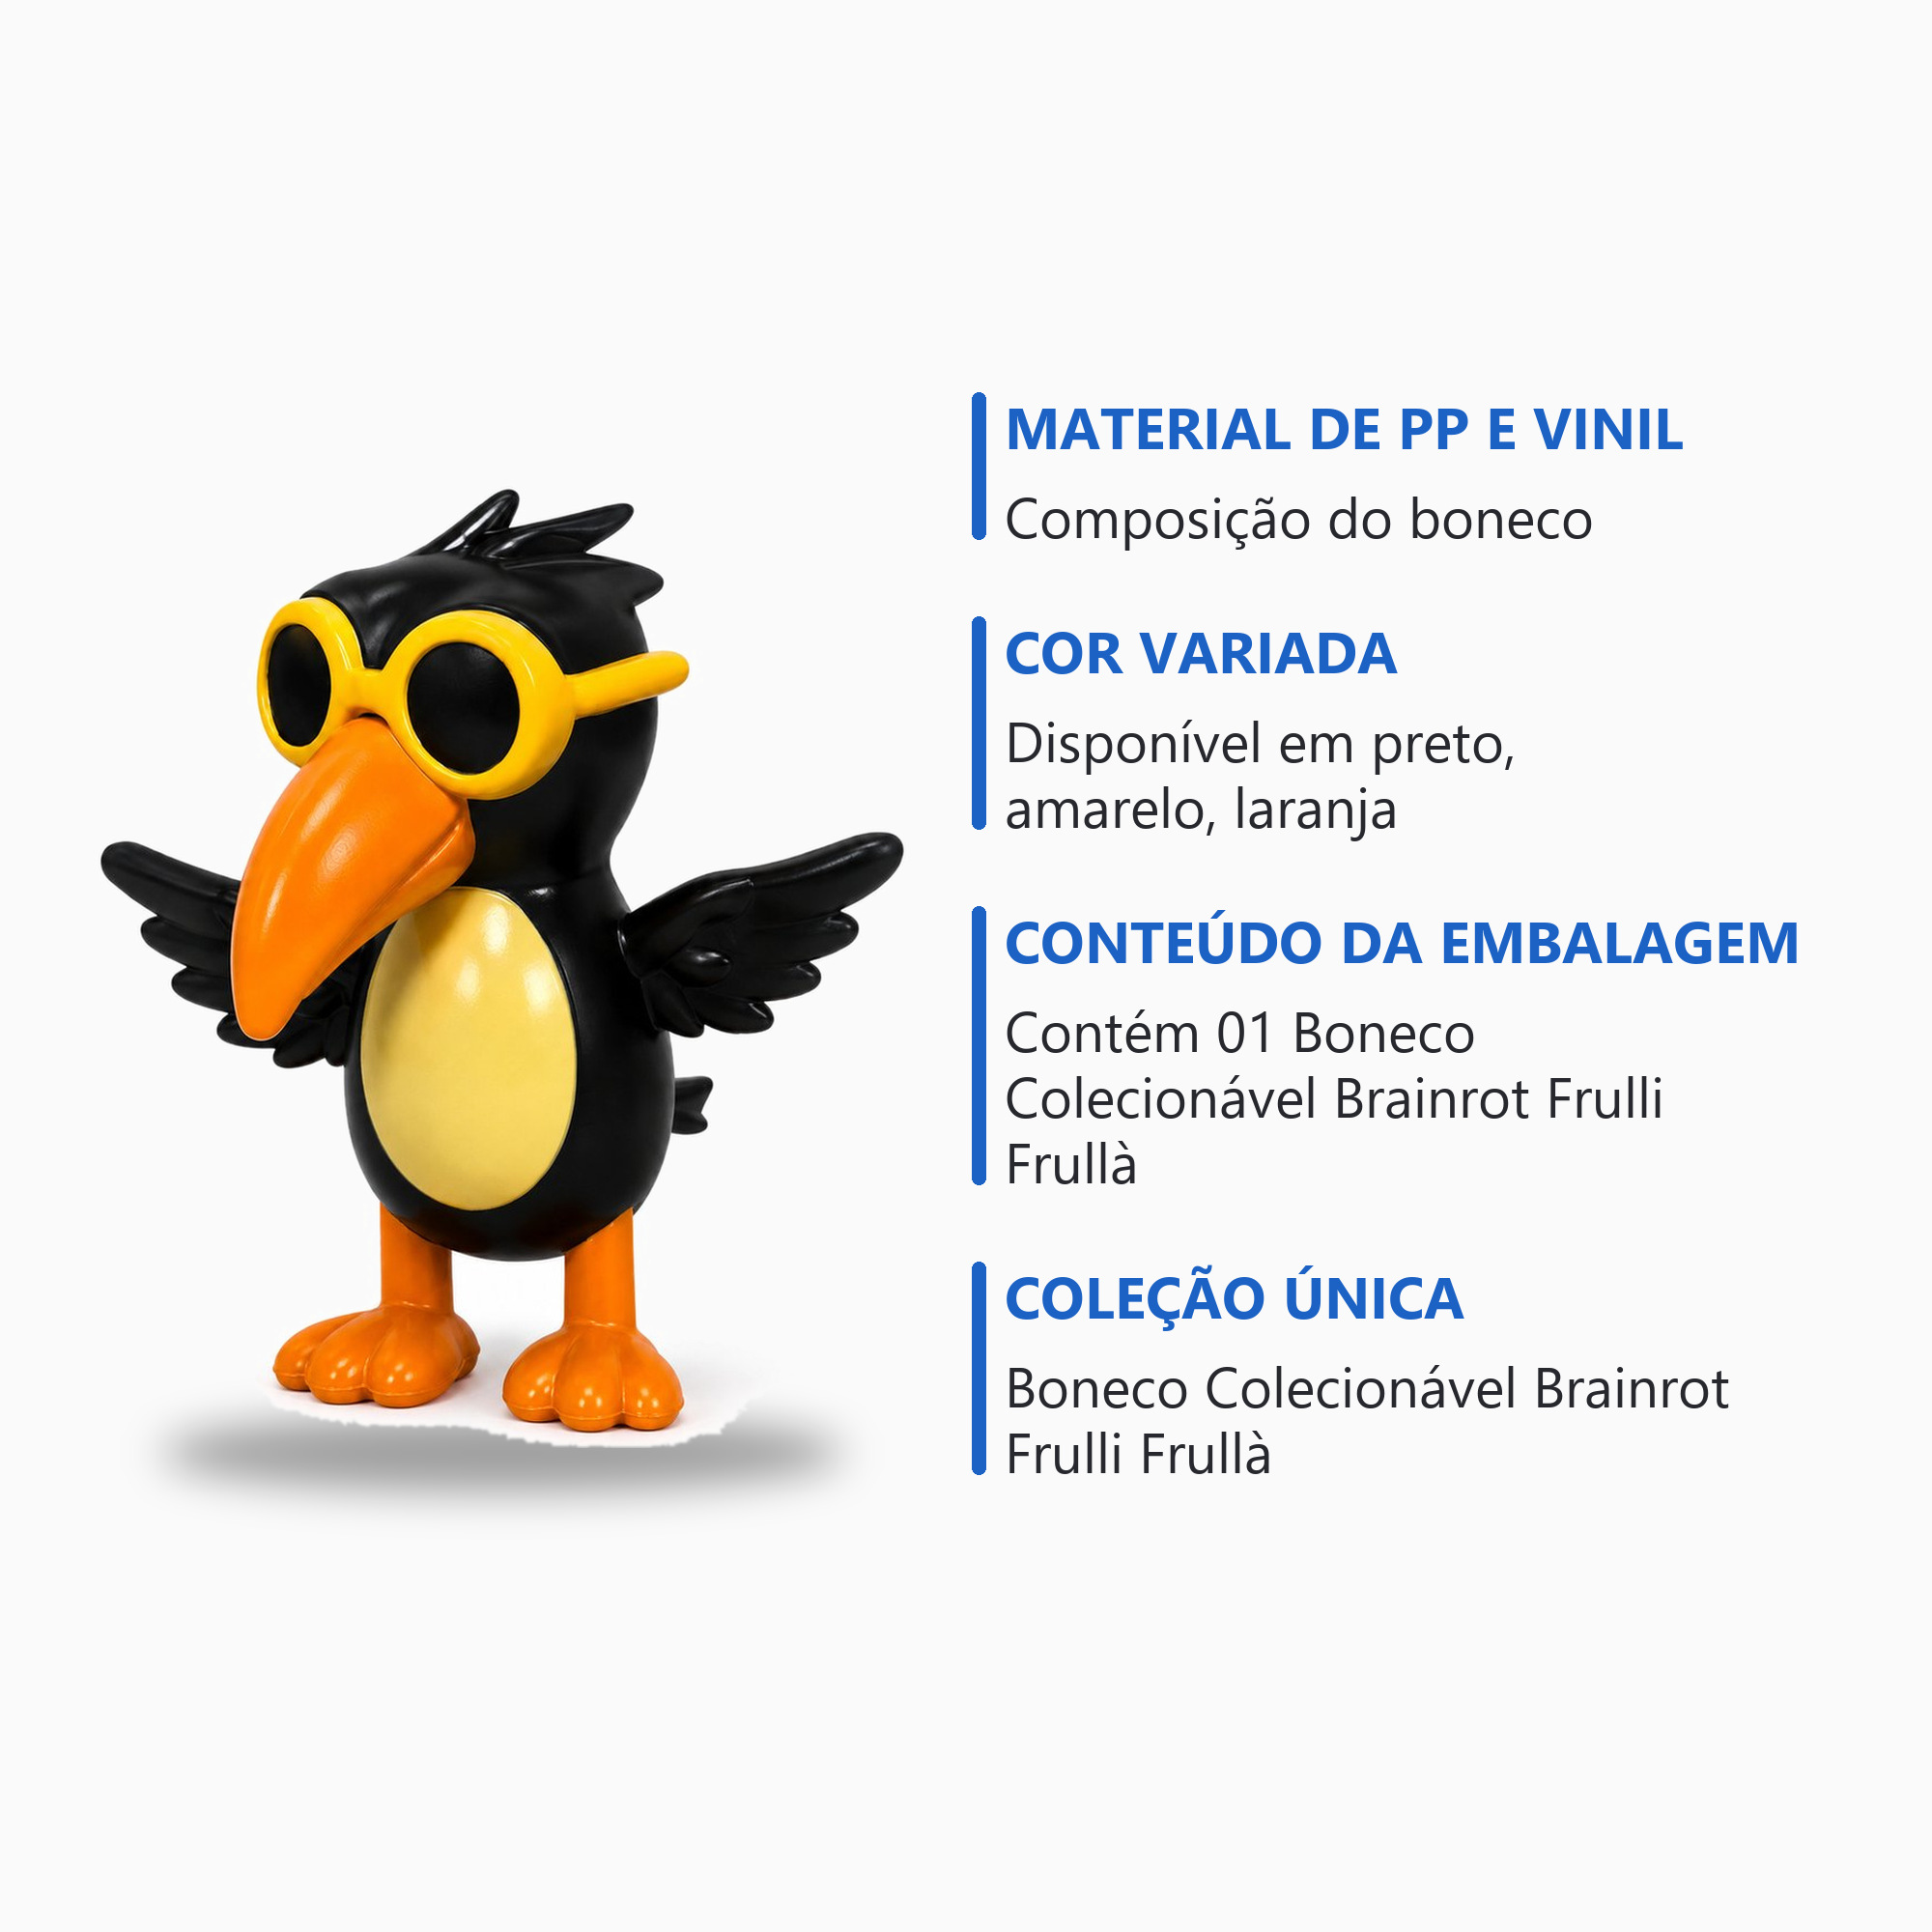 MATERIAL DE PP E VINIL
Composição do boneco
COR VARIADA
Disponível em preto,
amarelo, laranja
CONTEÚDO DA EMBALAGEM
Contém 01 Boneco
Colecionável Brainrot Frulli
Frullà
COLEÇÃO ÚNICA
Boneco Colecionável Brainrot
Frulli Frullà